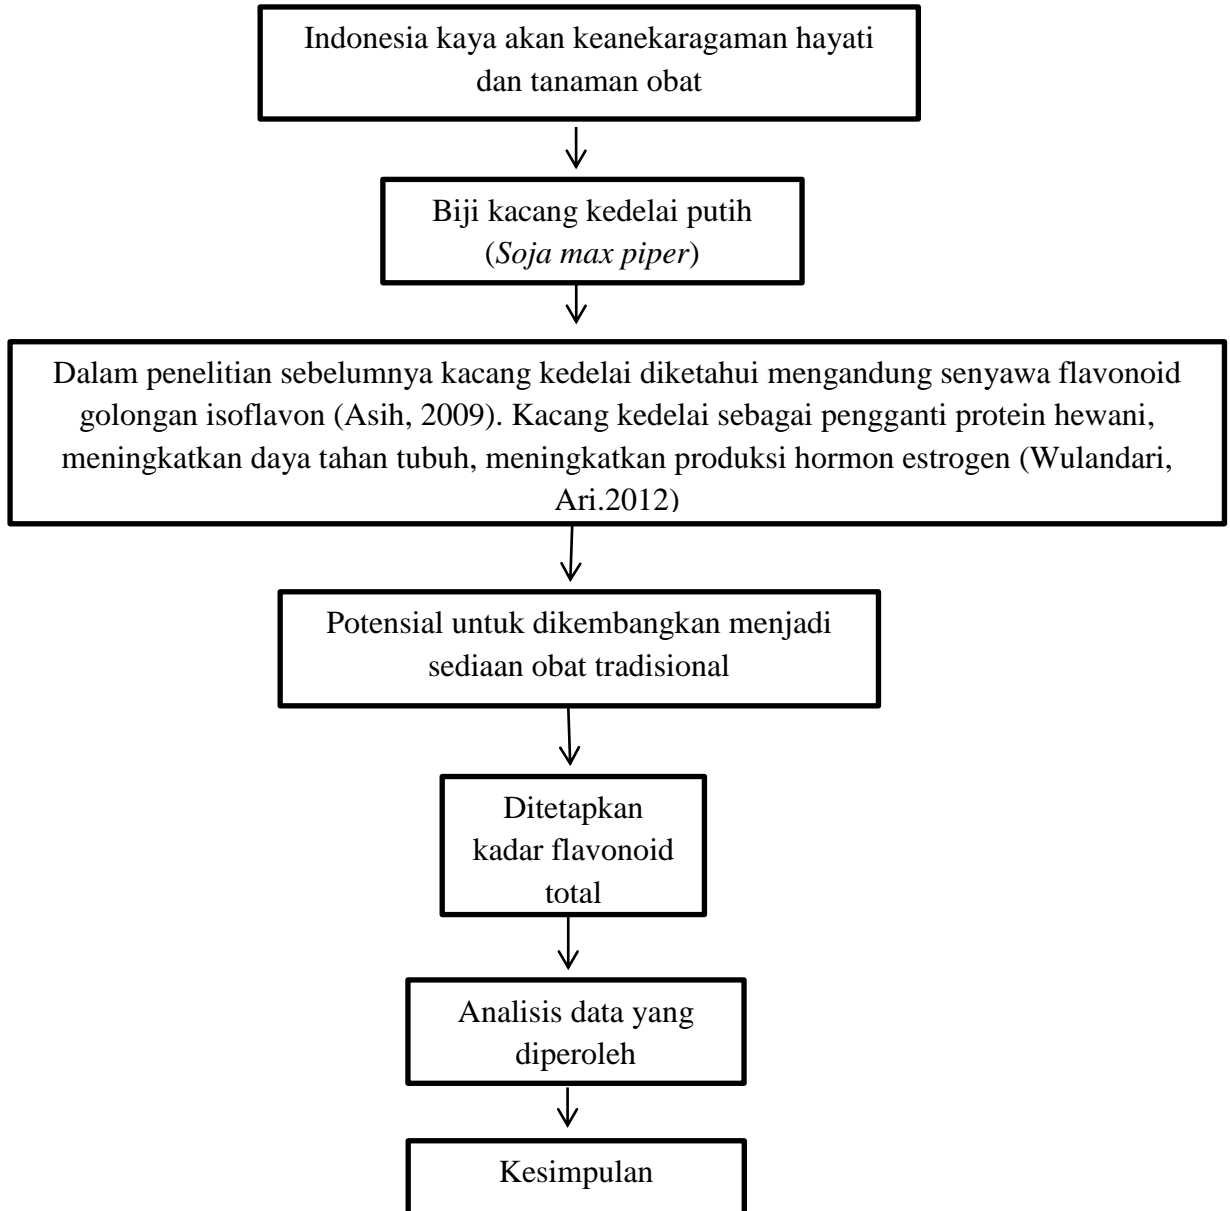 Indonesia kaya akan keanekaragaman hayati
dan tanaman obat
Biji kacang kedelai putih
(Soja max piper)
Dalam penelitian sebelumnya kacang kedelai diketahui mengandung senyawa flavonoid
golongan isoflavon (Asih, 2009). Kacang kedelai sebagai pengganti protein hewani,
meningkatkan daya tahan tubuh, meningkatkan produksi hormon estrogen (Wulandari,
Ari.2012)
Potensial untuk dikembangkan menjadi
sediaan obat tradisional
Ditetapkan
kadar flavonoid
total
Analisis data yang
diperoleh
Kesimpulan